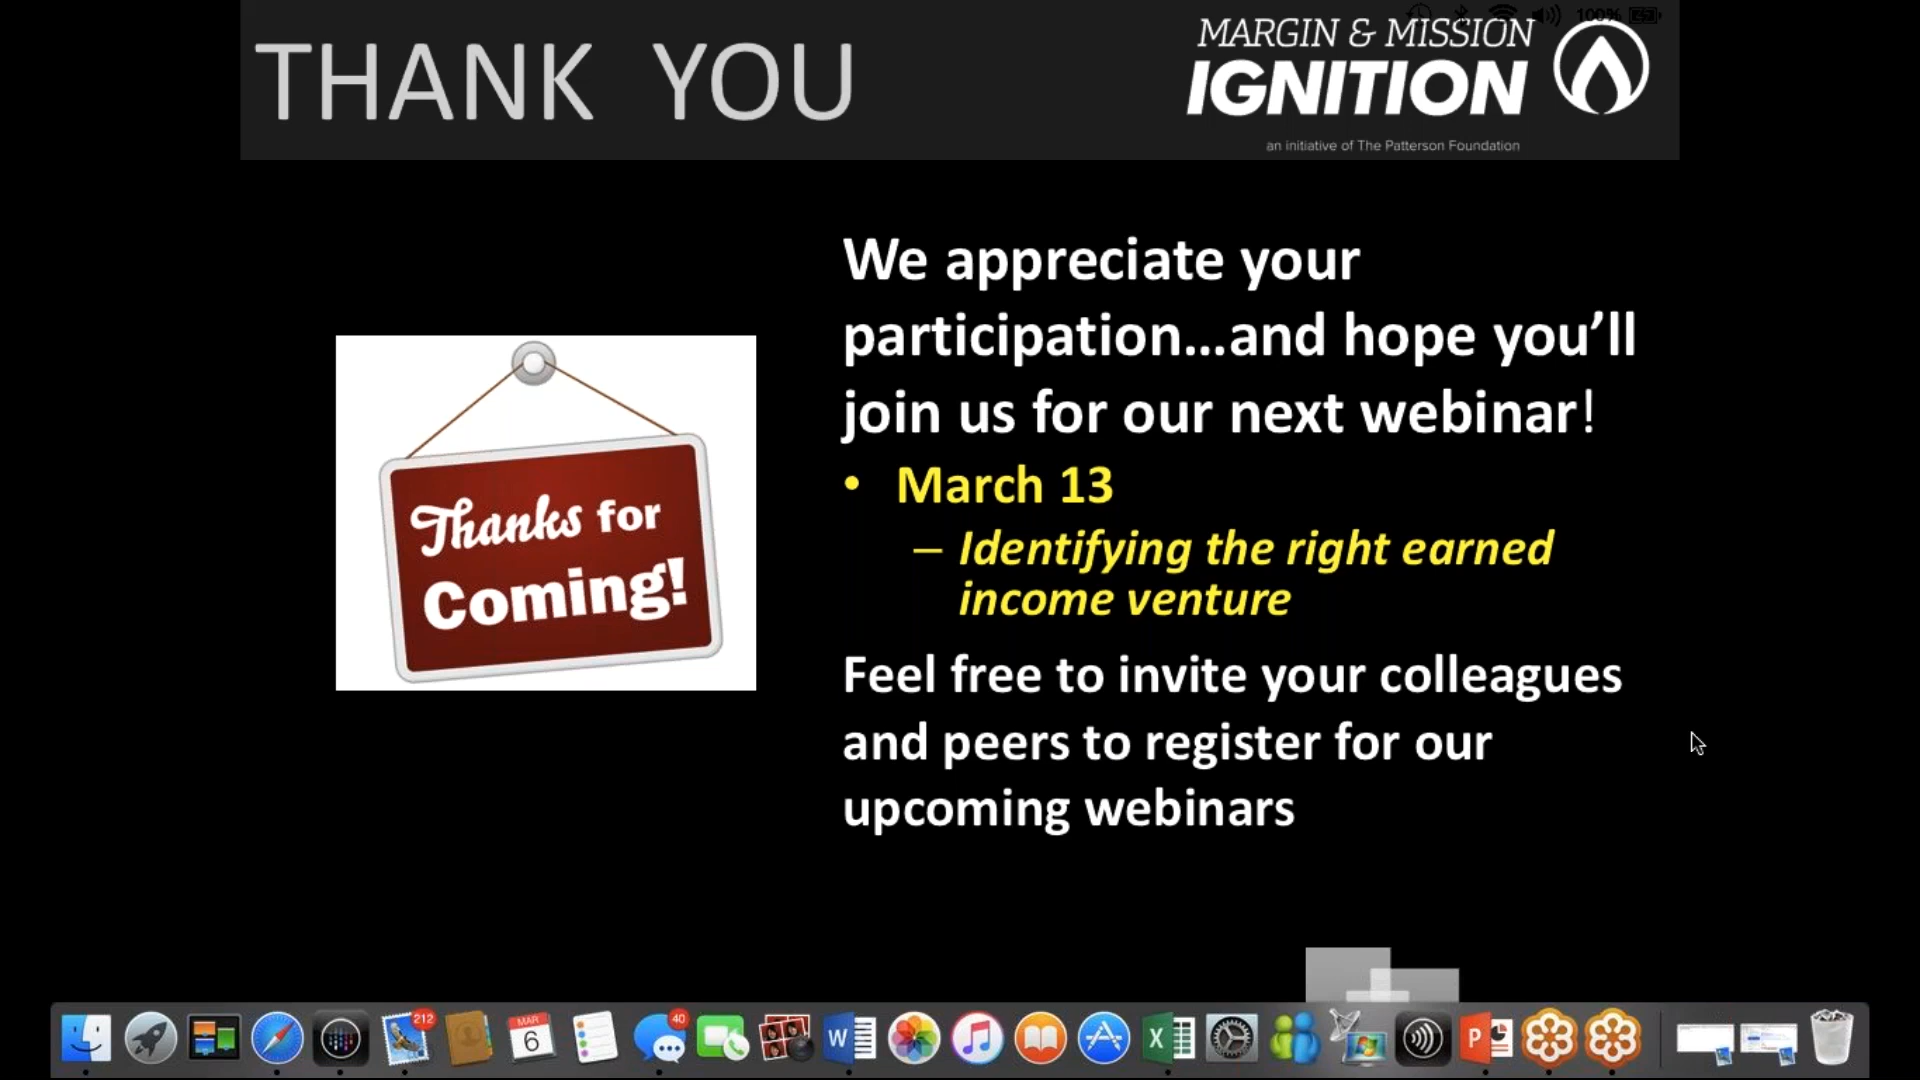 100%
THANK YOU
MARGIN & MISSION
IGNITION
an initiative of The Patterson Foundation
We appreciate your
participation...and hope you’ll
join us for our next webinar!
• March 13
– Identifying the right earned
income venture
Feel free to invite your colleagues
and peers to register for our
upcoming webinars
Thanks for
Coming!
212
MAR
6
40
W
X
P